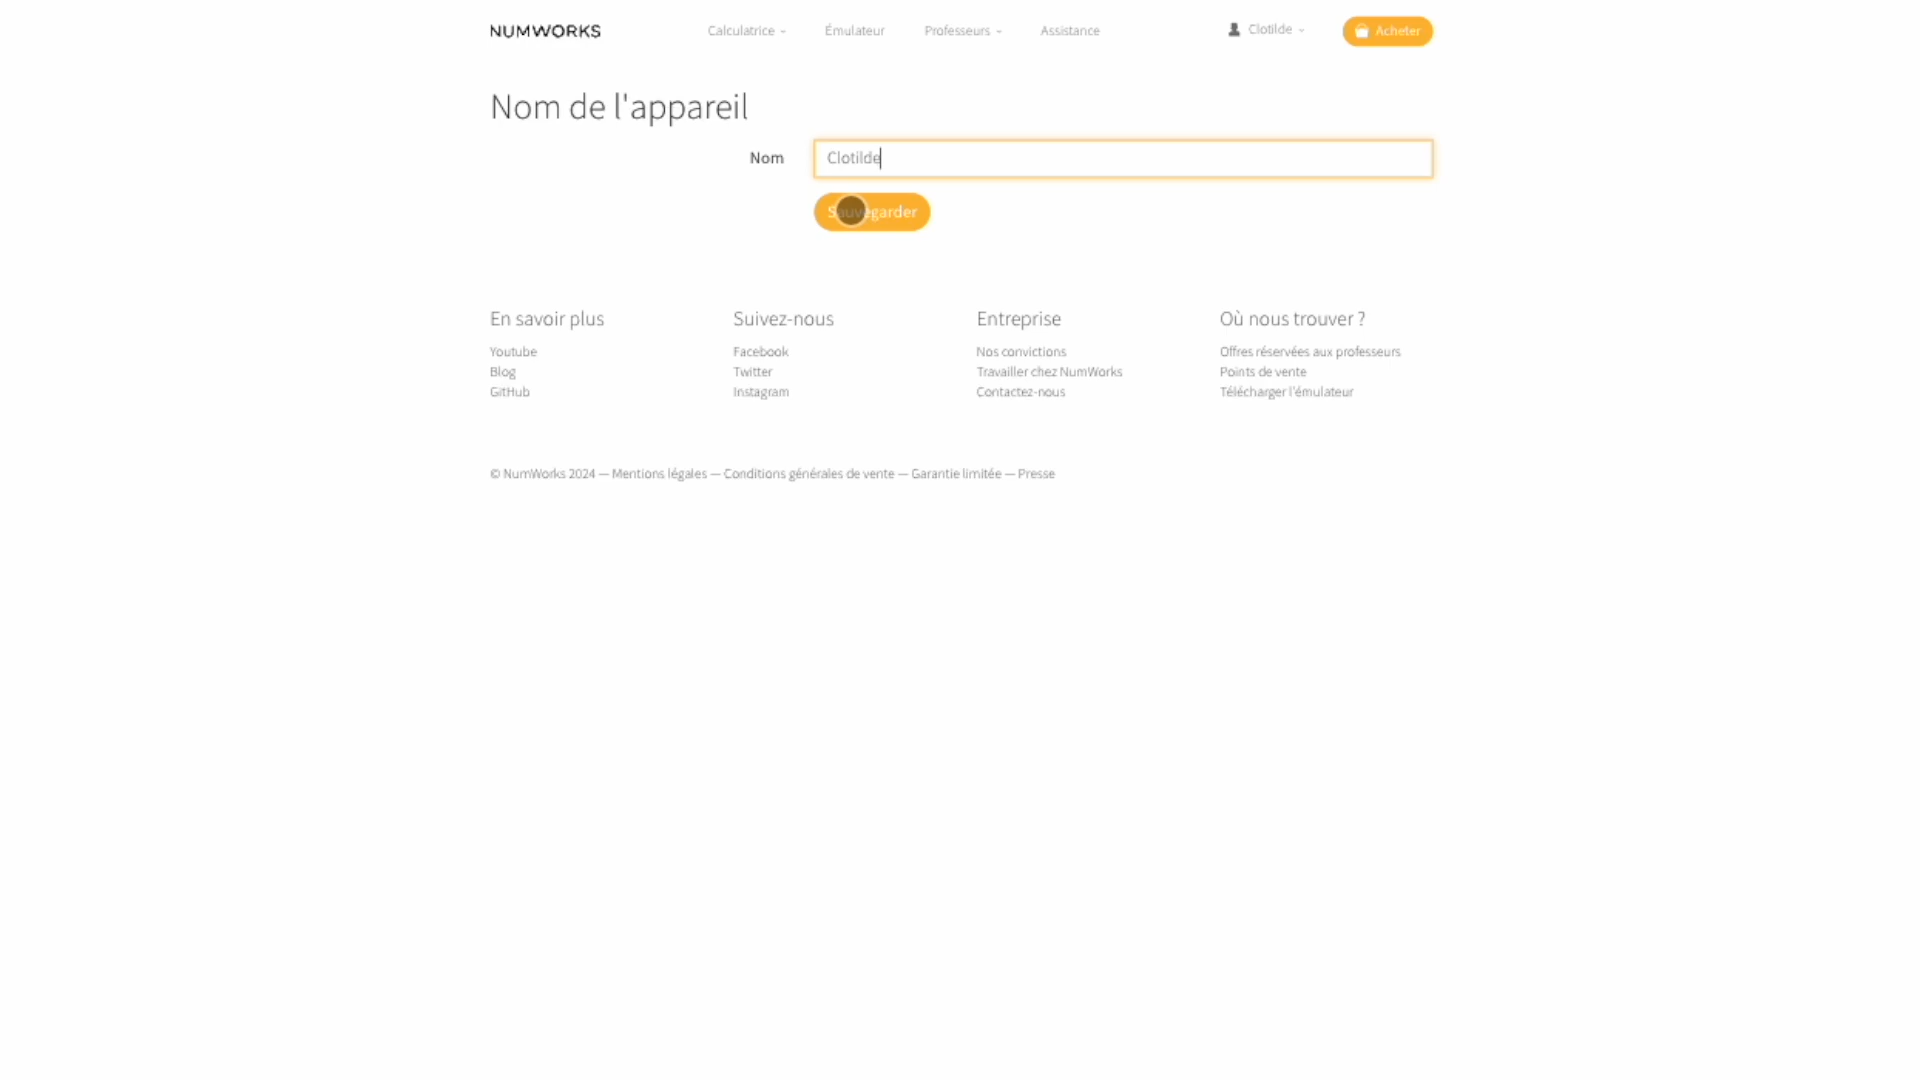 NUMWORKS
Calculatrice
Émulateur
Professeurs
Assistance
Clotilde
Acheter
Nom de l'appareil
Nom
Clotilde
Sauvegarder
En savoir plus
Youtube
Blog
GitHub
Suivez-nous
Facebook
Twitter
Instagram
Entreprise
Nos convictions
Travailler chez NumWorks
Contactez-nous
Où nous trouver ?
Offres réservées aux professeurs
Points de vente
Télécharger l'émulateur
© NumWorks 2024 — Mentions légales — Conditions générales de vente — Garantie limitée — Presse